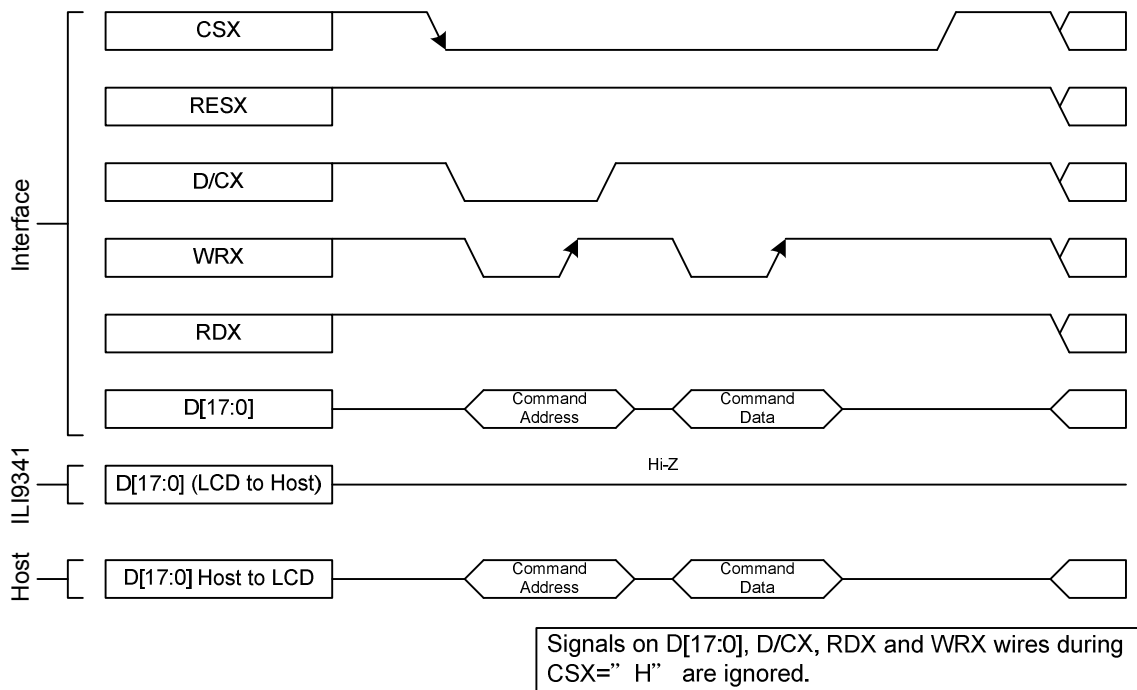 CSX
RESX
D/CX
WRX
RDX
D[17:0]
Command
Address
Command
Data
Interface
D[17:0] (LCD to Host)
Hi-Z
ILI9341
D[17:0] Host to LCD
Command
Address
Command
Data
Host
Signals on D[17:0], D/CX, RDX and WRX wires during
CSX=” H” are ignored.